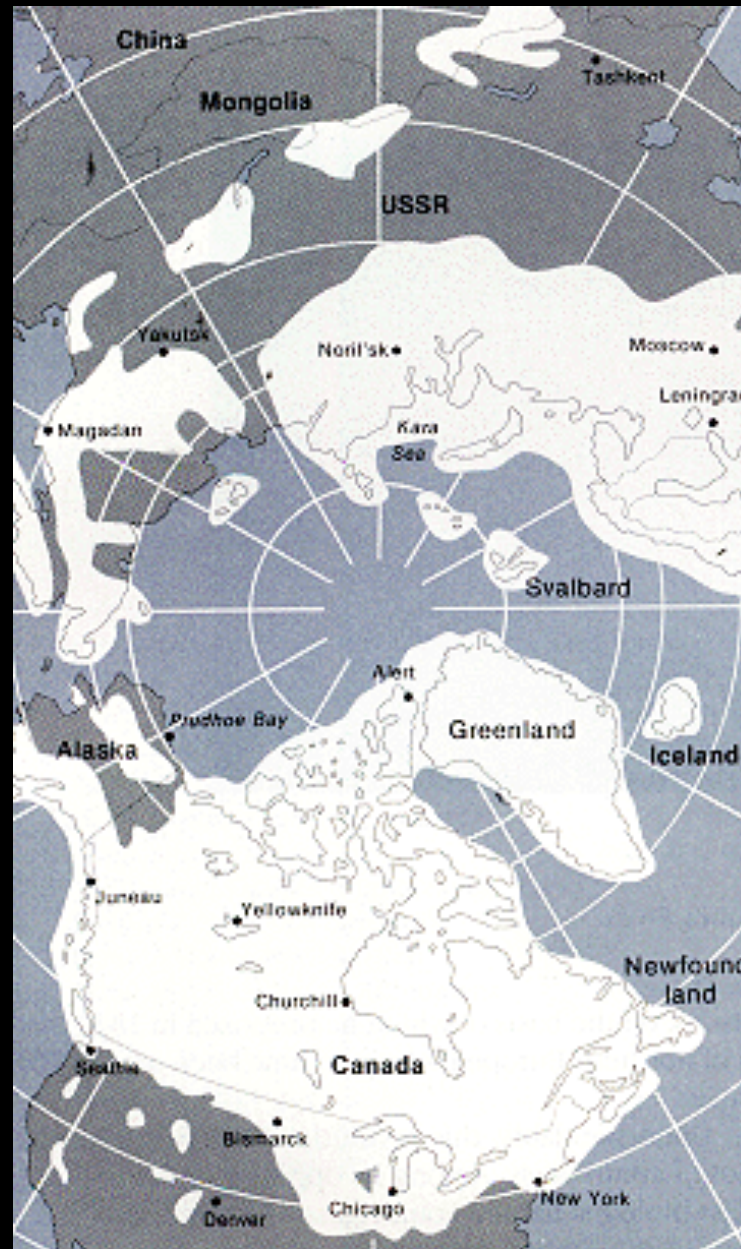 China
Tashkent
Mongolia
USSR
Yakutsk
Noril'sk
Moscow
Leningrad
Magadan
Kara
Sea
Svalbard
Alert
Prudhoe Bay
Greenland
Alaska
Iceland
Juneau
Yellowknife
Newfound
land
Churchill
Seattle
Canada
Bismarck
Chicago
New York
Denver